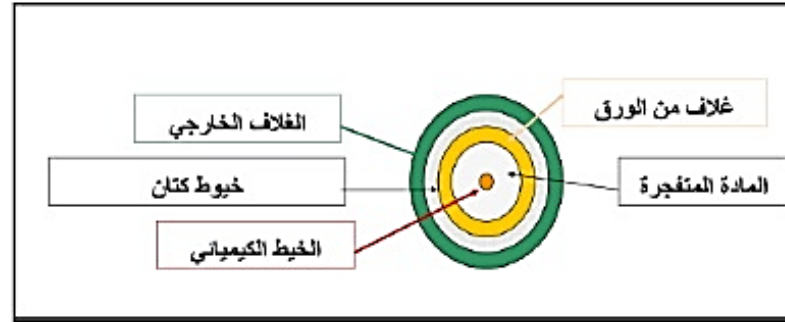 غلاف من الورق
الغلاف الخارجي
المادة المتفجرة
خيوط كتان
الخيط الكيميائي